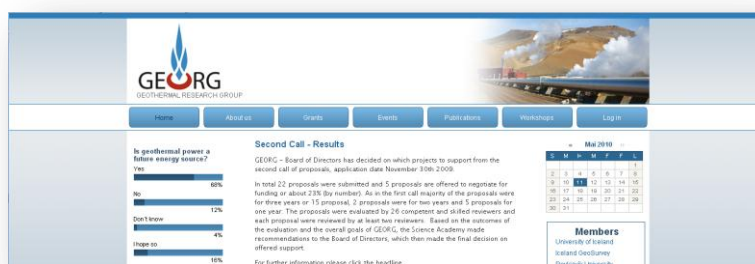 GEORG
GEOTHERMAL RESEARCH GROUP
Home About us Grants Events Publications Workshops Log in
Is geothermal power a
future energy source?
Yes
68%
No
12%
Don't know
4%
I hope so
16%
Second Call - Results
GEORG – Board of Directors has decided on which projects to support from the
second call of proposals, application date November 30th 2009.
In total 22 proposals were submitted and 5 proposals are offered to negotiate for
funding or about 23% (by number). As in the first call majority of the proposals were
for three years or 15 proposal, 2 proposals were for two years and 5 proposals for
one year. The proposals were evaluated by 26 competent and skilled reviewers and
each proposal were reviewed by at least two reviewers. Based on the outcomes of
the evaluation and the overall goals of GEORG, the Science Academy made
recommendations to the Board of Directors, which then made the final decision on
offered support.
For further information please click the headline.
« Maí 2010
S M Þ M F F L
1
2 3 4 5 6 7 8
9 10 11 12 13 14 15
16 17 18 19 20 21 22
23 24 25 26 27 28 29
30 31
Members
University of Iceland
Iceland GeoSurvey